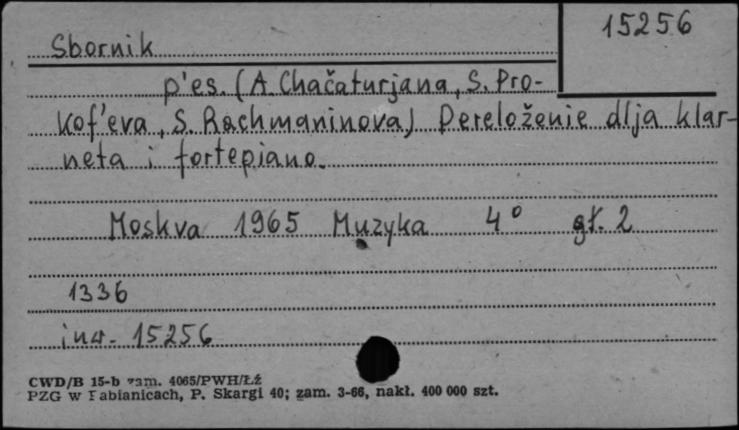 15256
Sbornik
p'es. (A. Chačaturjana, S. Pro-
kof'eva, S. Rachmaninova) Pereloženie dlja klar-
neta i fortepiano.
Moskva 1965 Muzyka 4° gł. 2
1336
inw. 15256
CWD/B 15-b zam. 4065/PWH/Łż
PZG w Pabianicach, P. Skargi 40; zam. 3-66, nakł. 400 000 szt.